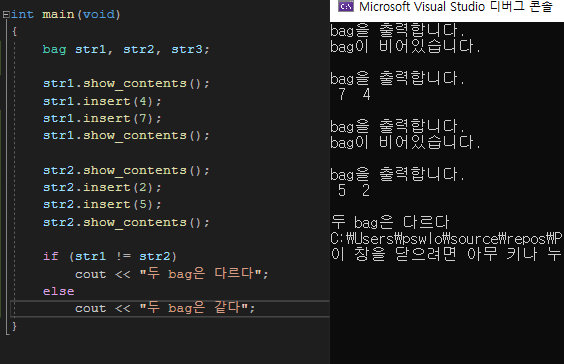 int main(void)
{
bag str1, str2, str3;
str1.show_contents();
str1.insert(4);
str1.insert(7);
str1.show_contents();
str2.show_contents();
str2.insert(2);
str2.insert(5);
str2.show_contents();
if (str1 != str2)
cout << "두 bag은 다르다";
else
cout << "두 bag은 같다";
}
Microsoft Visual Studio 디버그 콘솔
bag을 출력합니다.
bag이 비어있습니다.
bag을 출력합니다.
7 4
bag을 출력합니다.
bag이 비어있습니다.
bag을 출력합니다.
5 2
두 bag은 다르다
C:₩Users₩pswlo₩source₩repos₩P
이 창을 닫으려면 아무 키나 누